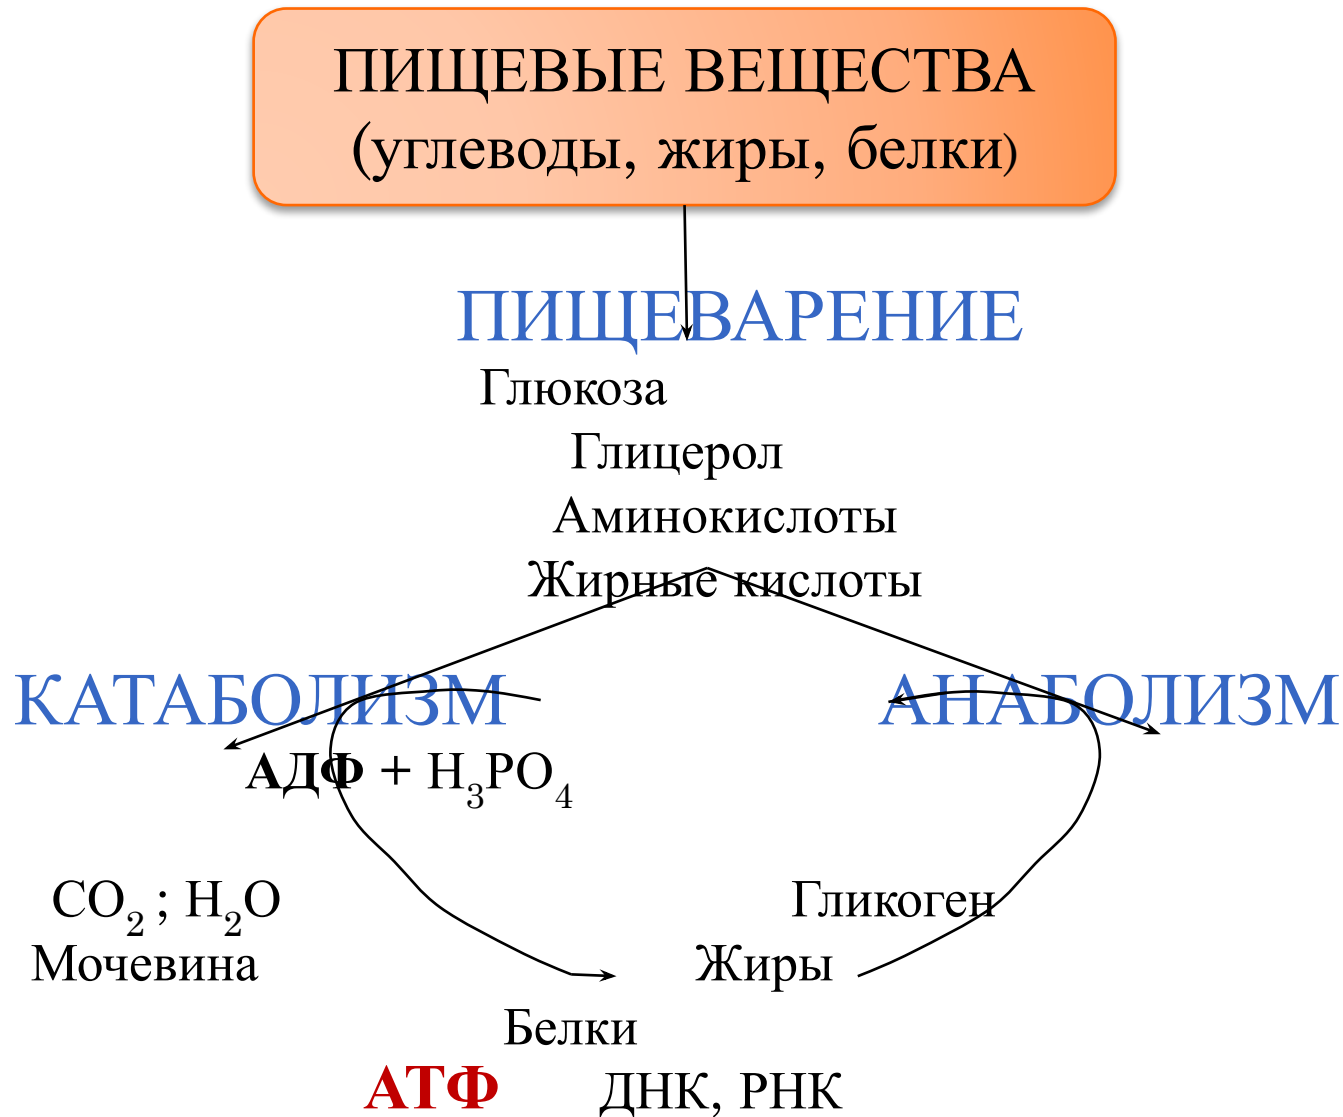 ПИЩЕВЫЕ ВЕЩЕСТВА
(углеводы, жиры, белки)
ПИЩЕВАРЕНИЕ
Глюкоза
Глицерол
Аминокислоты
Жирные кислоты
КАТАБОЛИЗМ АНАБОЛИЗМ
АДФ + H₃PO₄
CO₂ ; H₂O Гликоген
Мочевина Жиры
Белки
АТФ ДНК, РНК